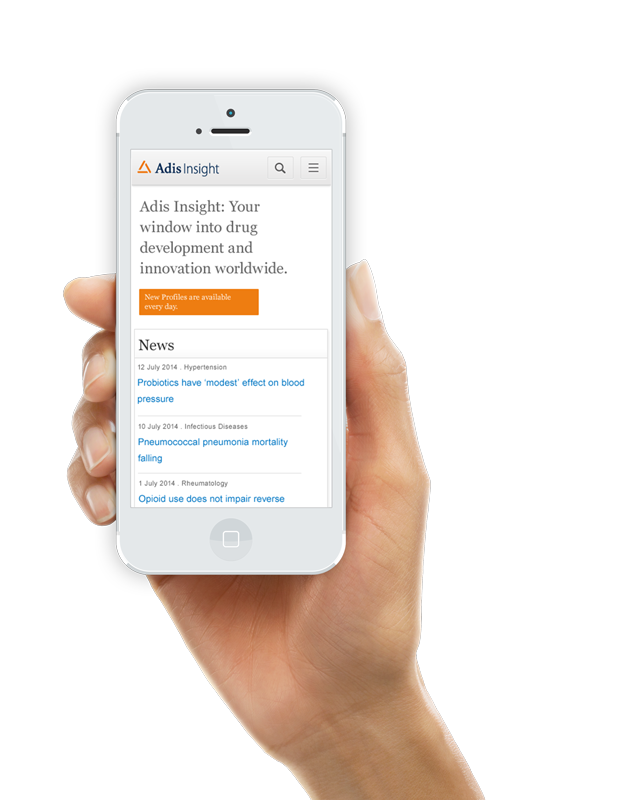 Adis Insight
Adis Insight: Your
window into drug
development and
innovation worldwide.
New Profiles are available
every day.
News
12 July 2014 . Hypertension
Probiotics have ‘modest’ effect on blood
pressure
10 July 2014 . Infectious Diseases
Pneumococcal pneumonia mortality
falling
1 July 2014 . Rheumatology
Opioid use does not impair reverse